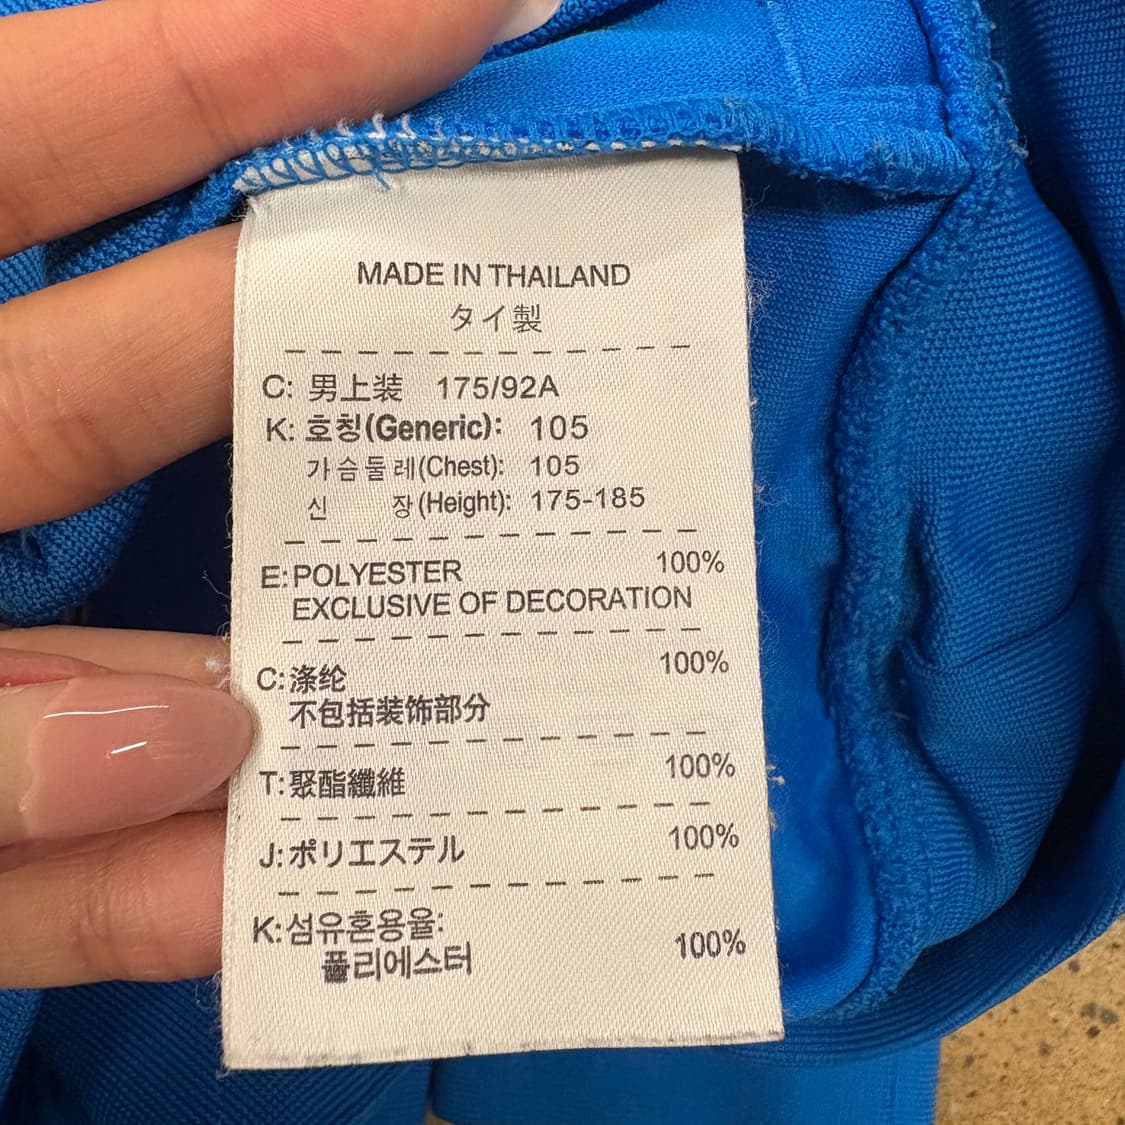 MADE IN THAILAND
タイ製
C: 男上装 175/92A
K: 호칭(Generic): 105
가슴둘레(Chest): 105
신 장(Height): 175-185
E:POLYESTER 100%
EXCLUSIVE OF DECORATION
C:涤纶 100%
不包括装饰部分
T:聚酯纖維 100%
J:ポリエステル 100%
K:섬유혼용율:
폴리에스터 100%